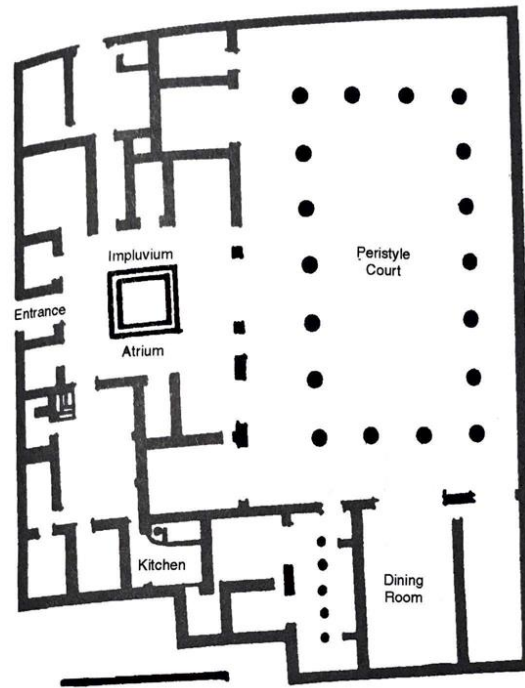 Impluvium
Peristyle
Court
Entrance
Atrium
Kitchen
Dining
Room